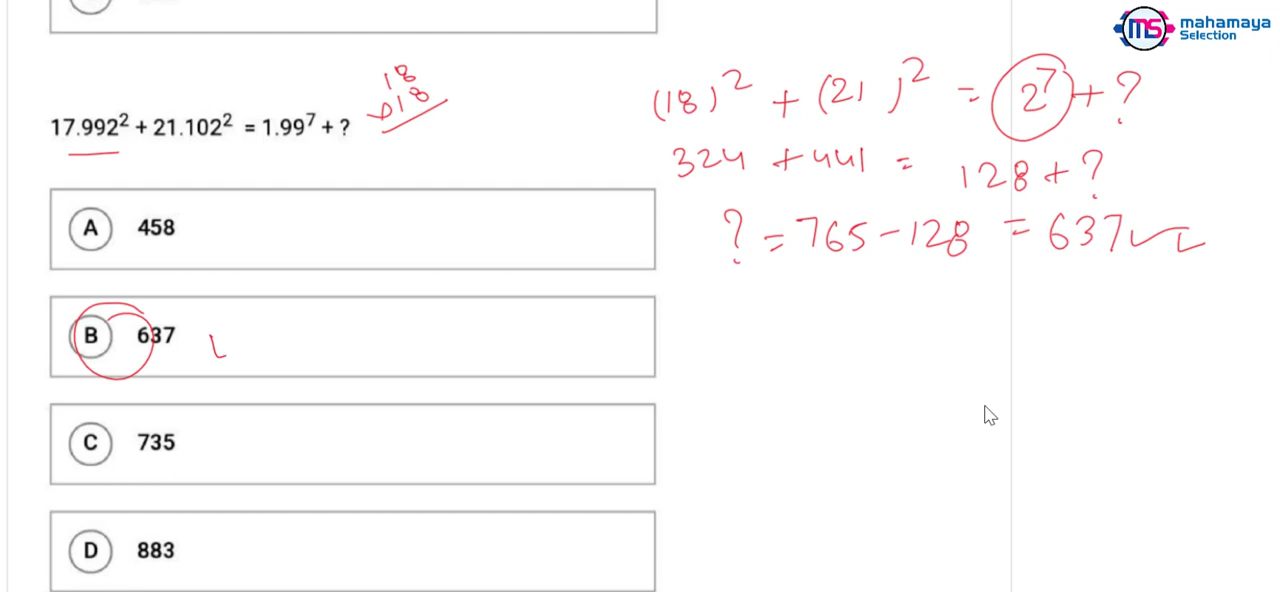 mahamaya
Selection
18
018
17.992² + 21.102² = 1.99⁷ + ?
(18)² + (21)² = 2⁷ + ?
324 + 441 = 128 + ?
? = 765 - 128 = 637
A 458
B 637
C 735
D 883